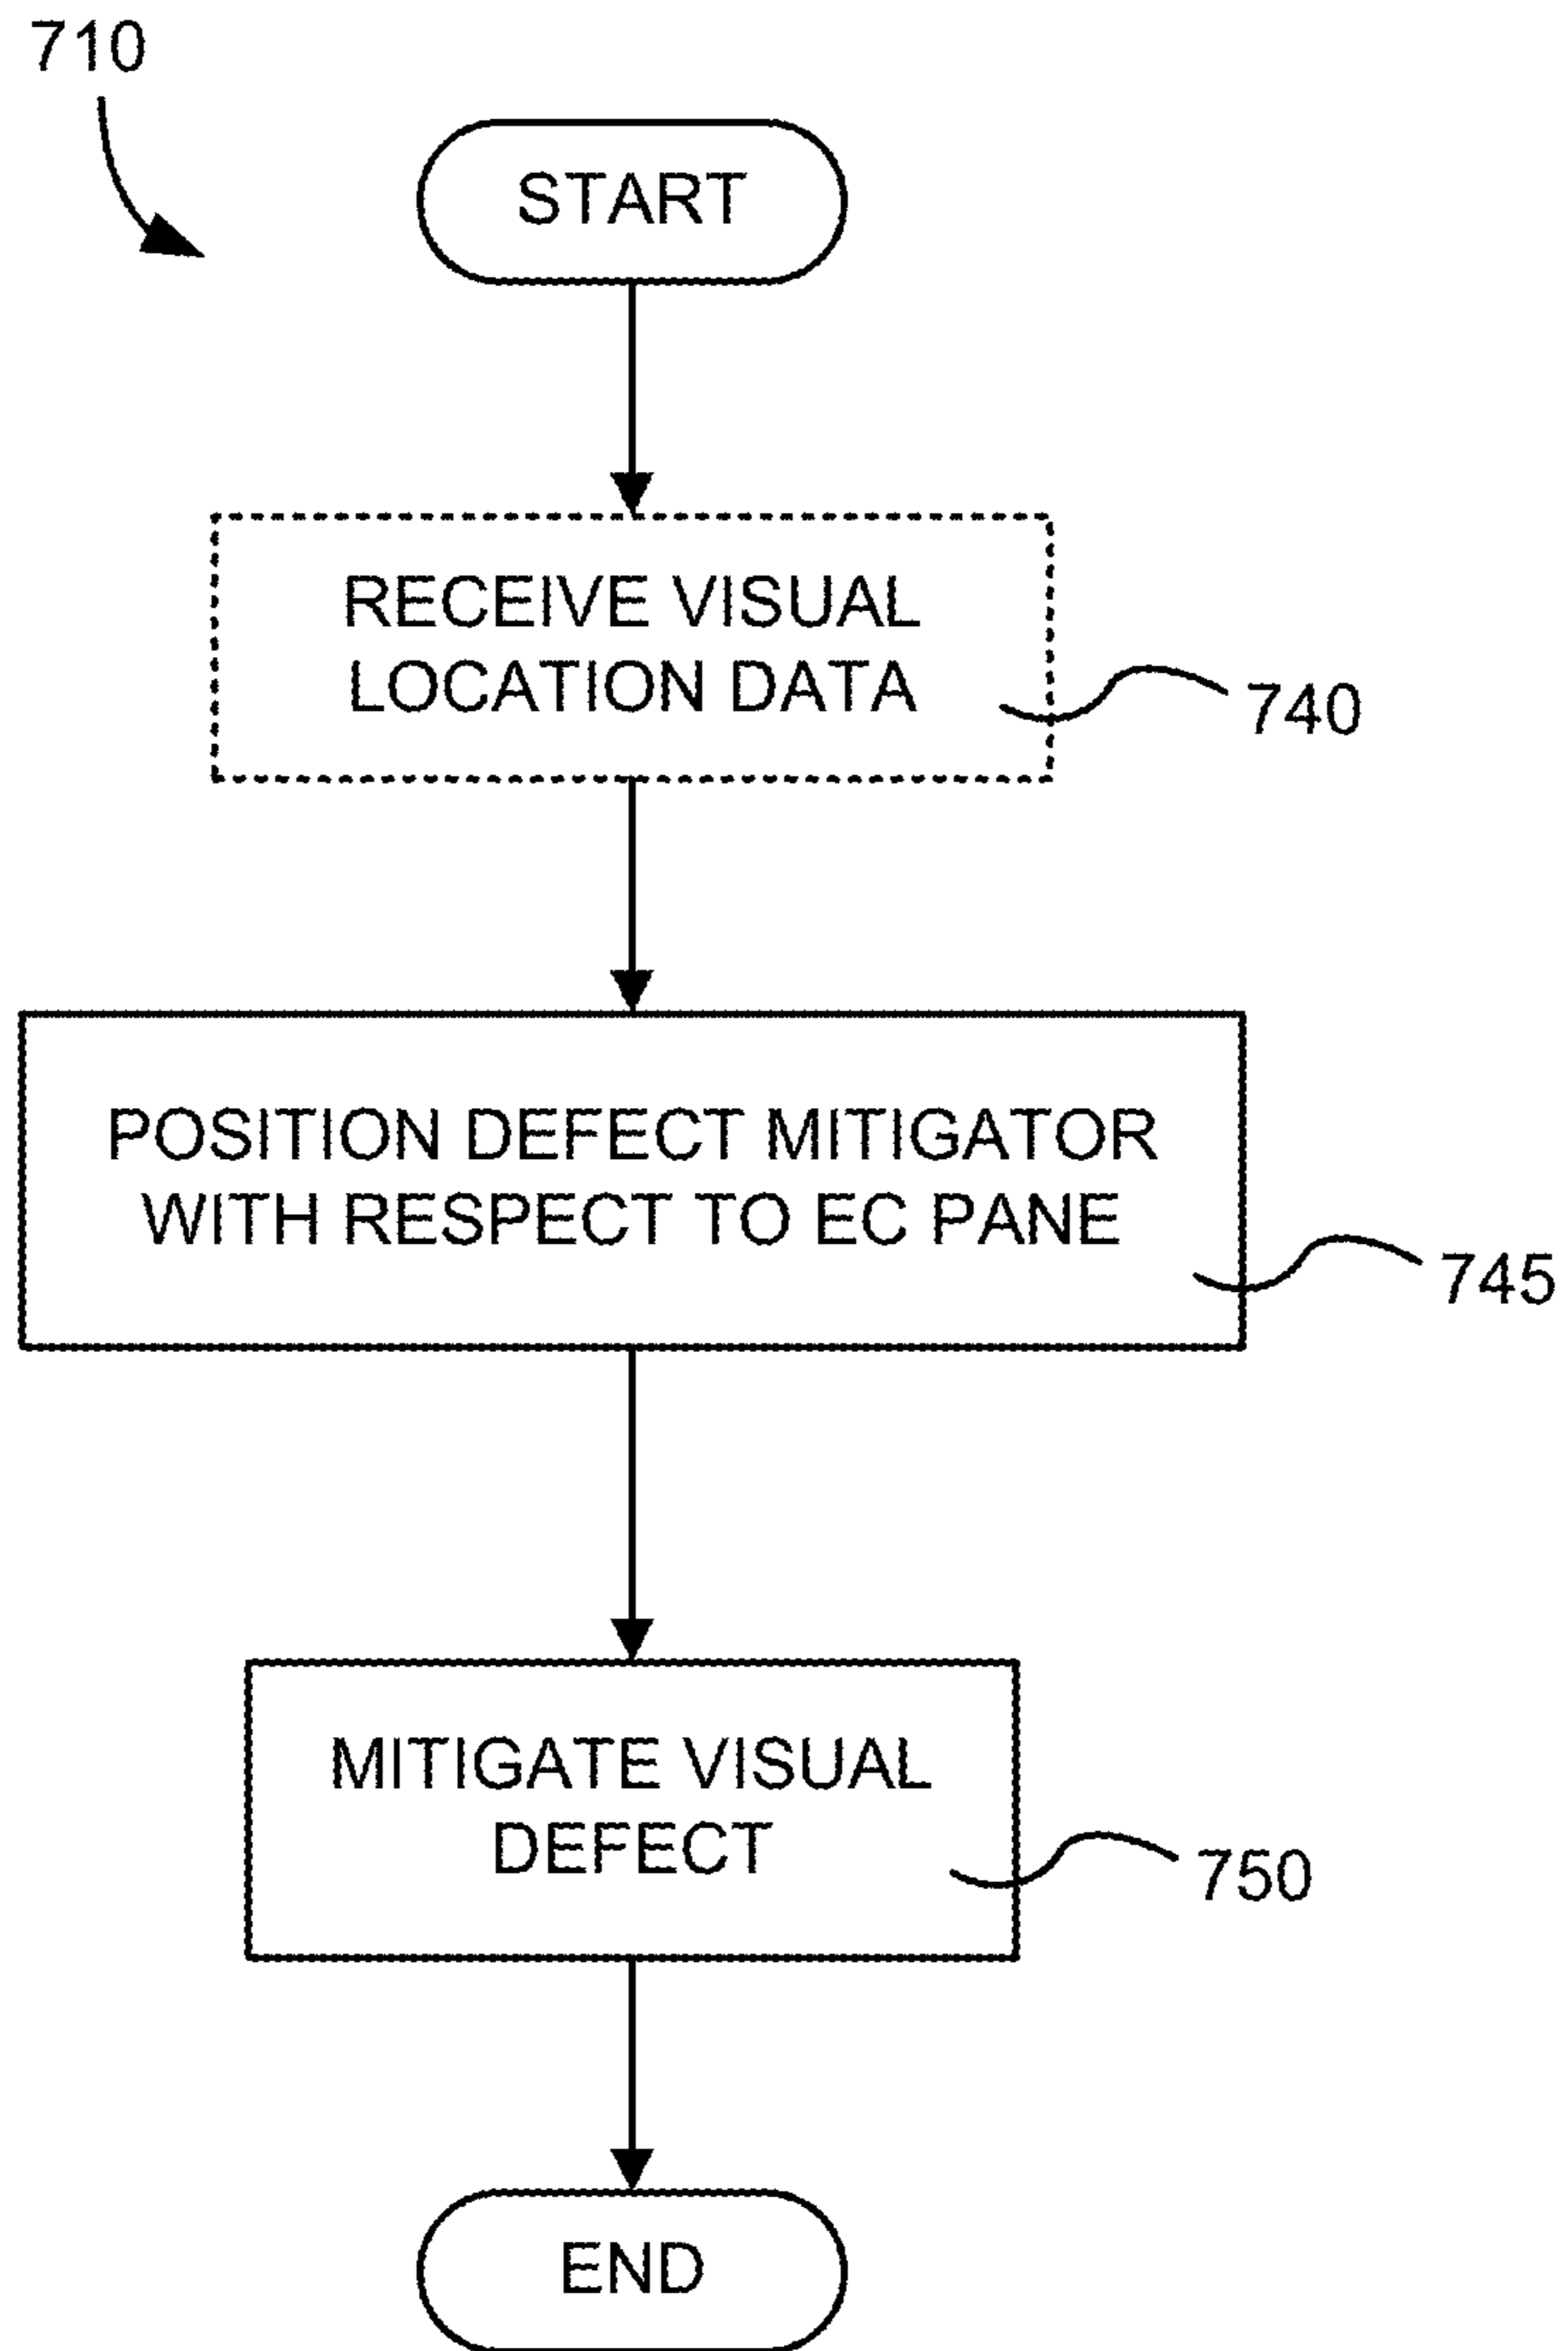 710
START
RECEIVE VISUAL
LOCATION DATA
740
POSITION DEFECT MITIGATOR
WITH RESPECT TO EC PANE
745
MITIGATE VISUAL
DEFECT
750
END